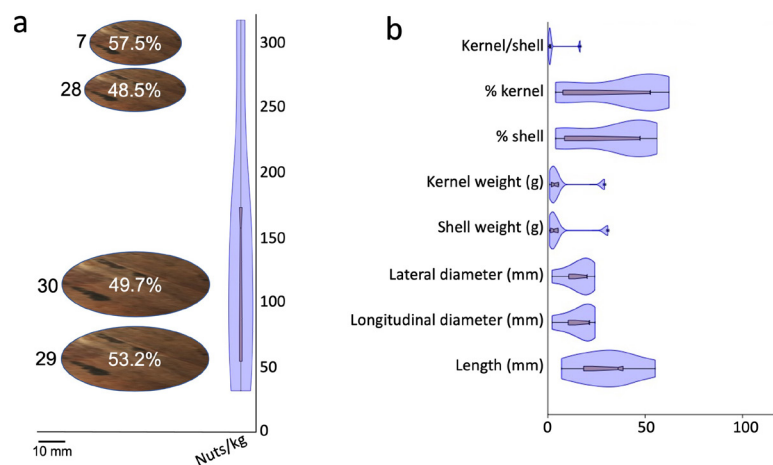 a
7 57.5%
28 48.5%
30 49.7%
29 53.2%
300
250
200
150
100
50
0
10 mm
Nuts/kg
b
Kernel/shell
% kernel
% shell
Kernel weight (g)
Shell weight (g)
Lateral diameter (mm)
Longitudinal diameter (mm)
Length (mm)
0 50 100